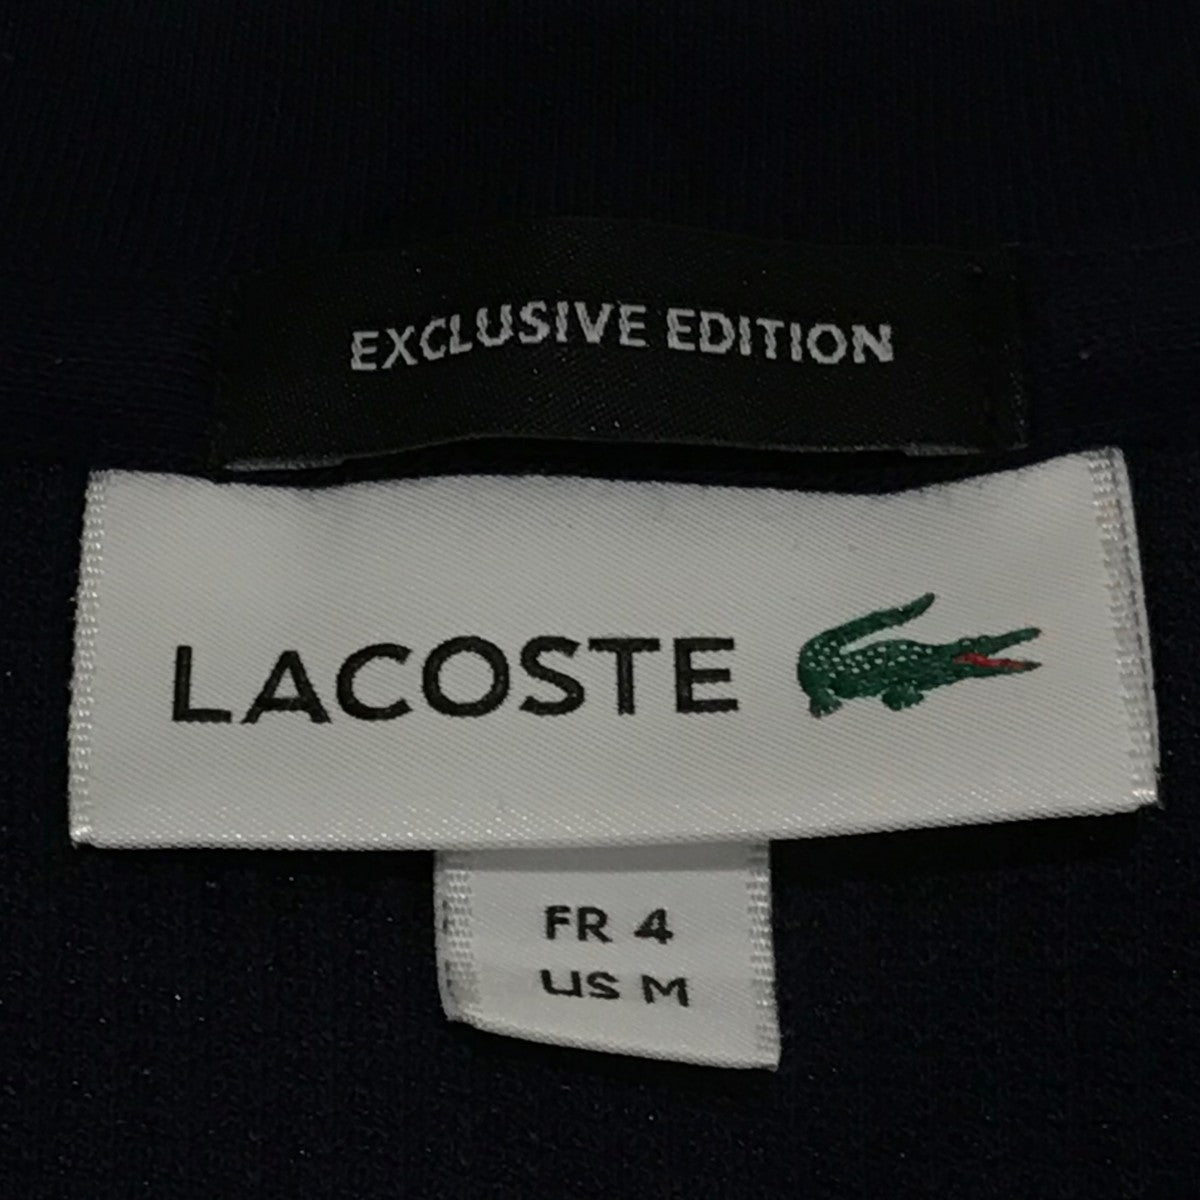 EXCLUSIVE EDITION
LACOSTE
FR 4
US M